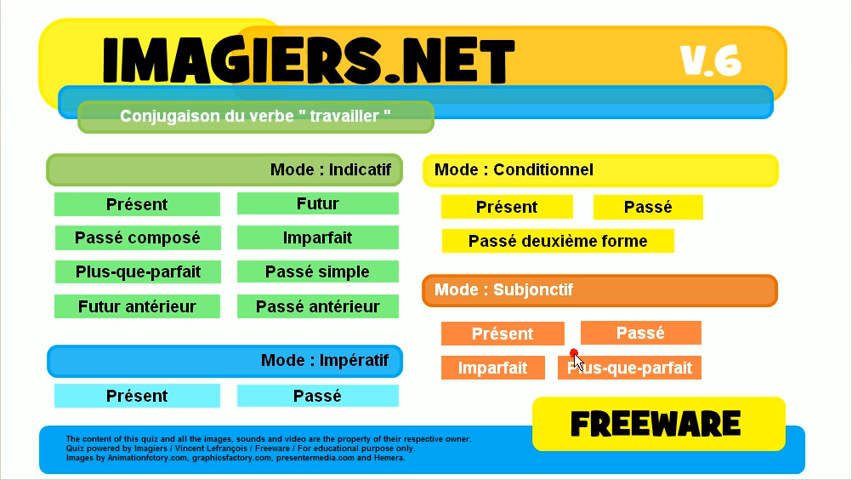 IMAGIERS.NET
V.6
Conjugaison du verbe " travailler "
Mode : Indicatif
Présent
Futur
Passé composé
Imparfait
Plus-que-parfait
Passé simple
Futur antérieur
Passé antérieur
Mode : Impératif
Présent
Passé
Mode : Conditionnel
Présent
Passé
Passé deuxième forme
Mode : Subjonctif
Présent
Passé
Imparfait
Plus-que-parfait
FREEWARE
The content of this quiz and all the images, sounds and video are the property of their respective owner.
Quiz powered by Imagiers / Vincent Lefrançois / Freeware / For educational purpose only.
Images by Animationfctory.com, graphicsfactory.com, presentermedia.com and Hemera.